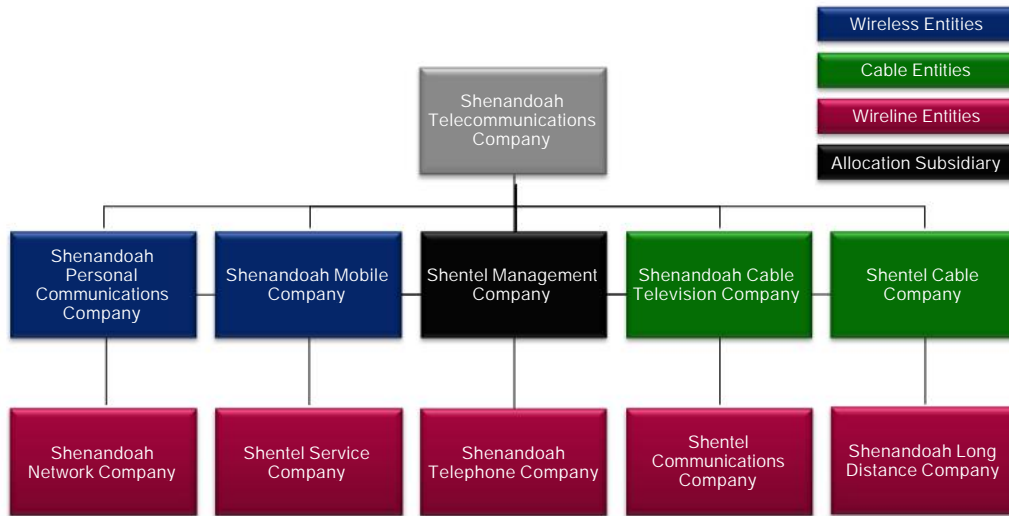 Wireless Entities
Cable Entities
Wireline Entities
Allocation Subsidiary
Shenandoah
Telecommunications
Company
Shenandoah
Personal
Communications
Company
Shenandoah Mobile
Company
Shentel Management
Company
Shenandoah Cable
Television Company
Shentel Cable
Company
Shenandoah
Network Company
Shentel Service
Company
Shenandoah
Telephone Company
Shentel
Communications
Company
Shenandoah Long
Distance Company